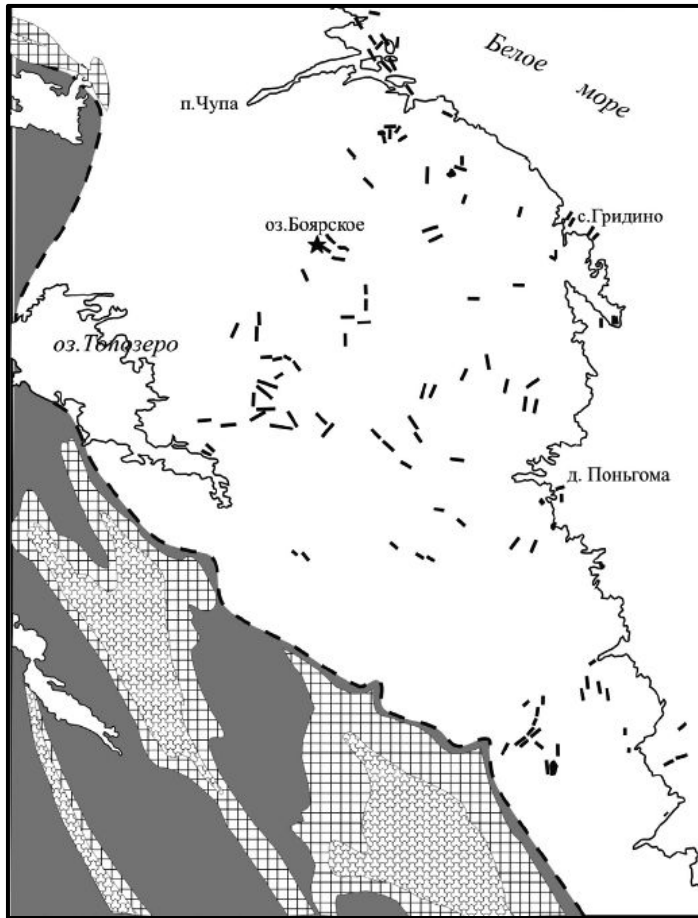 Белое
море
п.Чупа
оз.Боярское
с.Гридино
оз.Топозеро
д. Поньгома